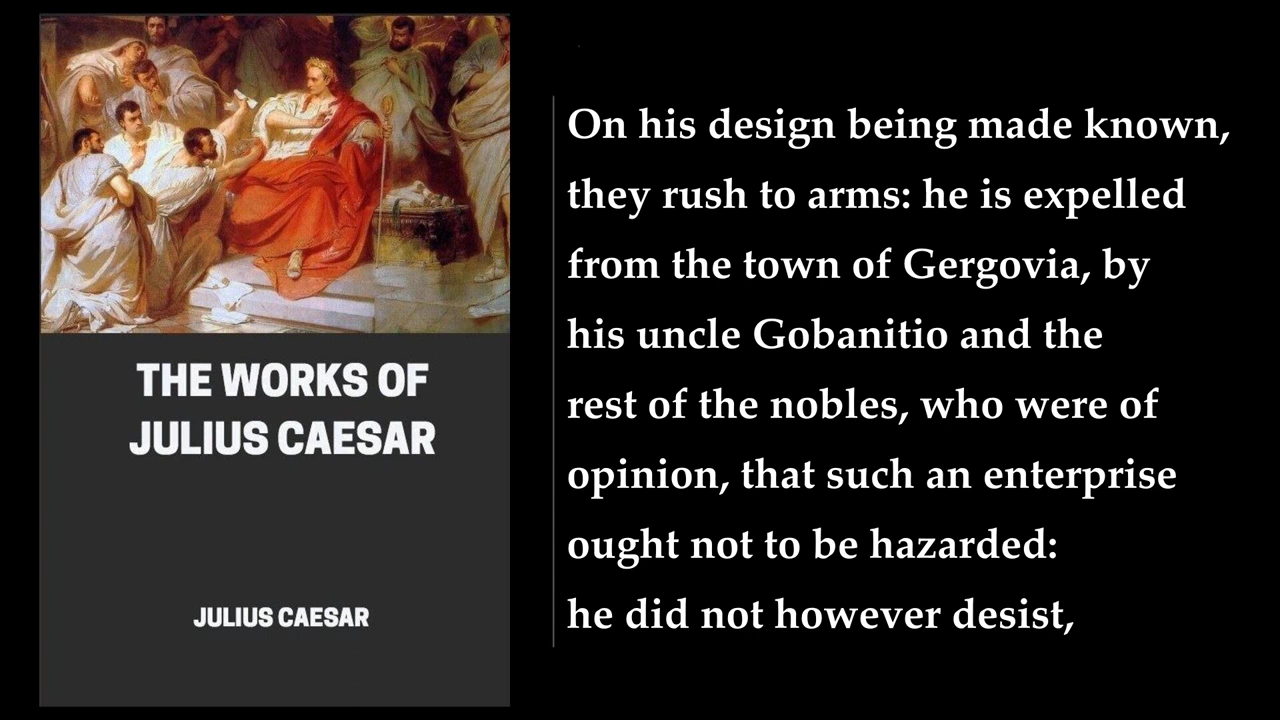 THE WORKS OF
JULIUS CAESAR
JULIUS CAESAR
On his design being made known,
they rush to arms: he is expelled
from the town of Gergovia, by
his uncle Gobanitio and the
rest of the nobles, who were of
opinion, that such an enterprise
ought not to be hazarded:
he did not however desist,